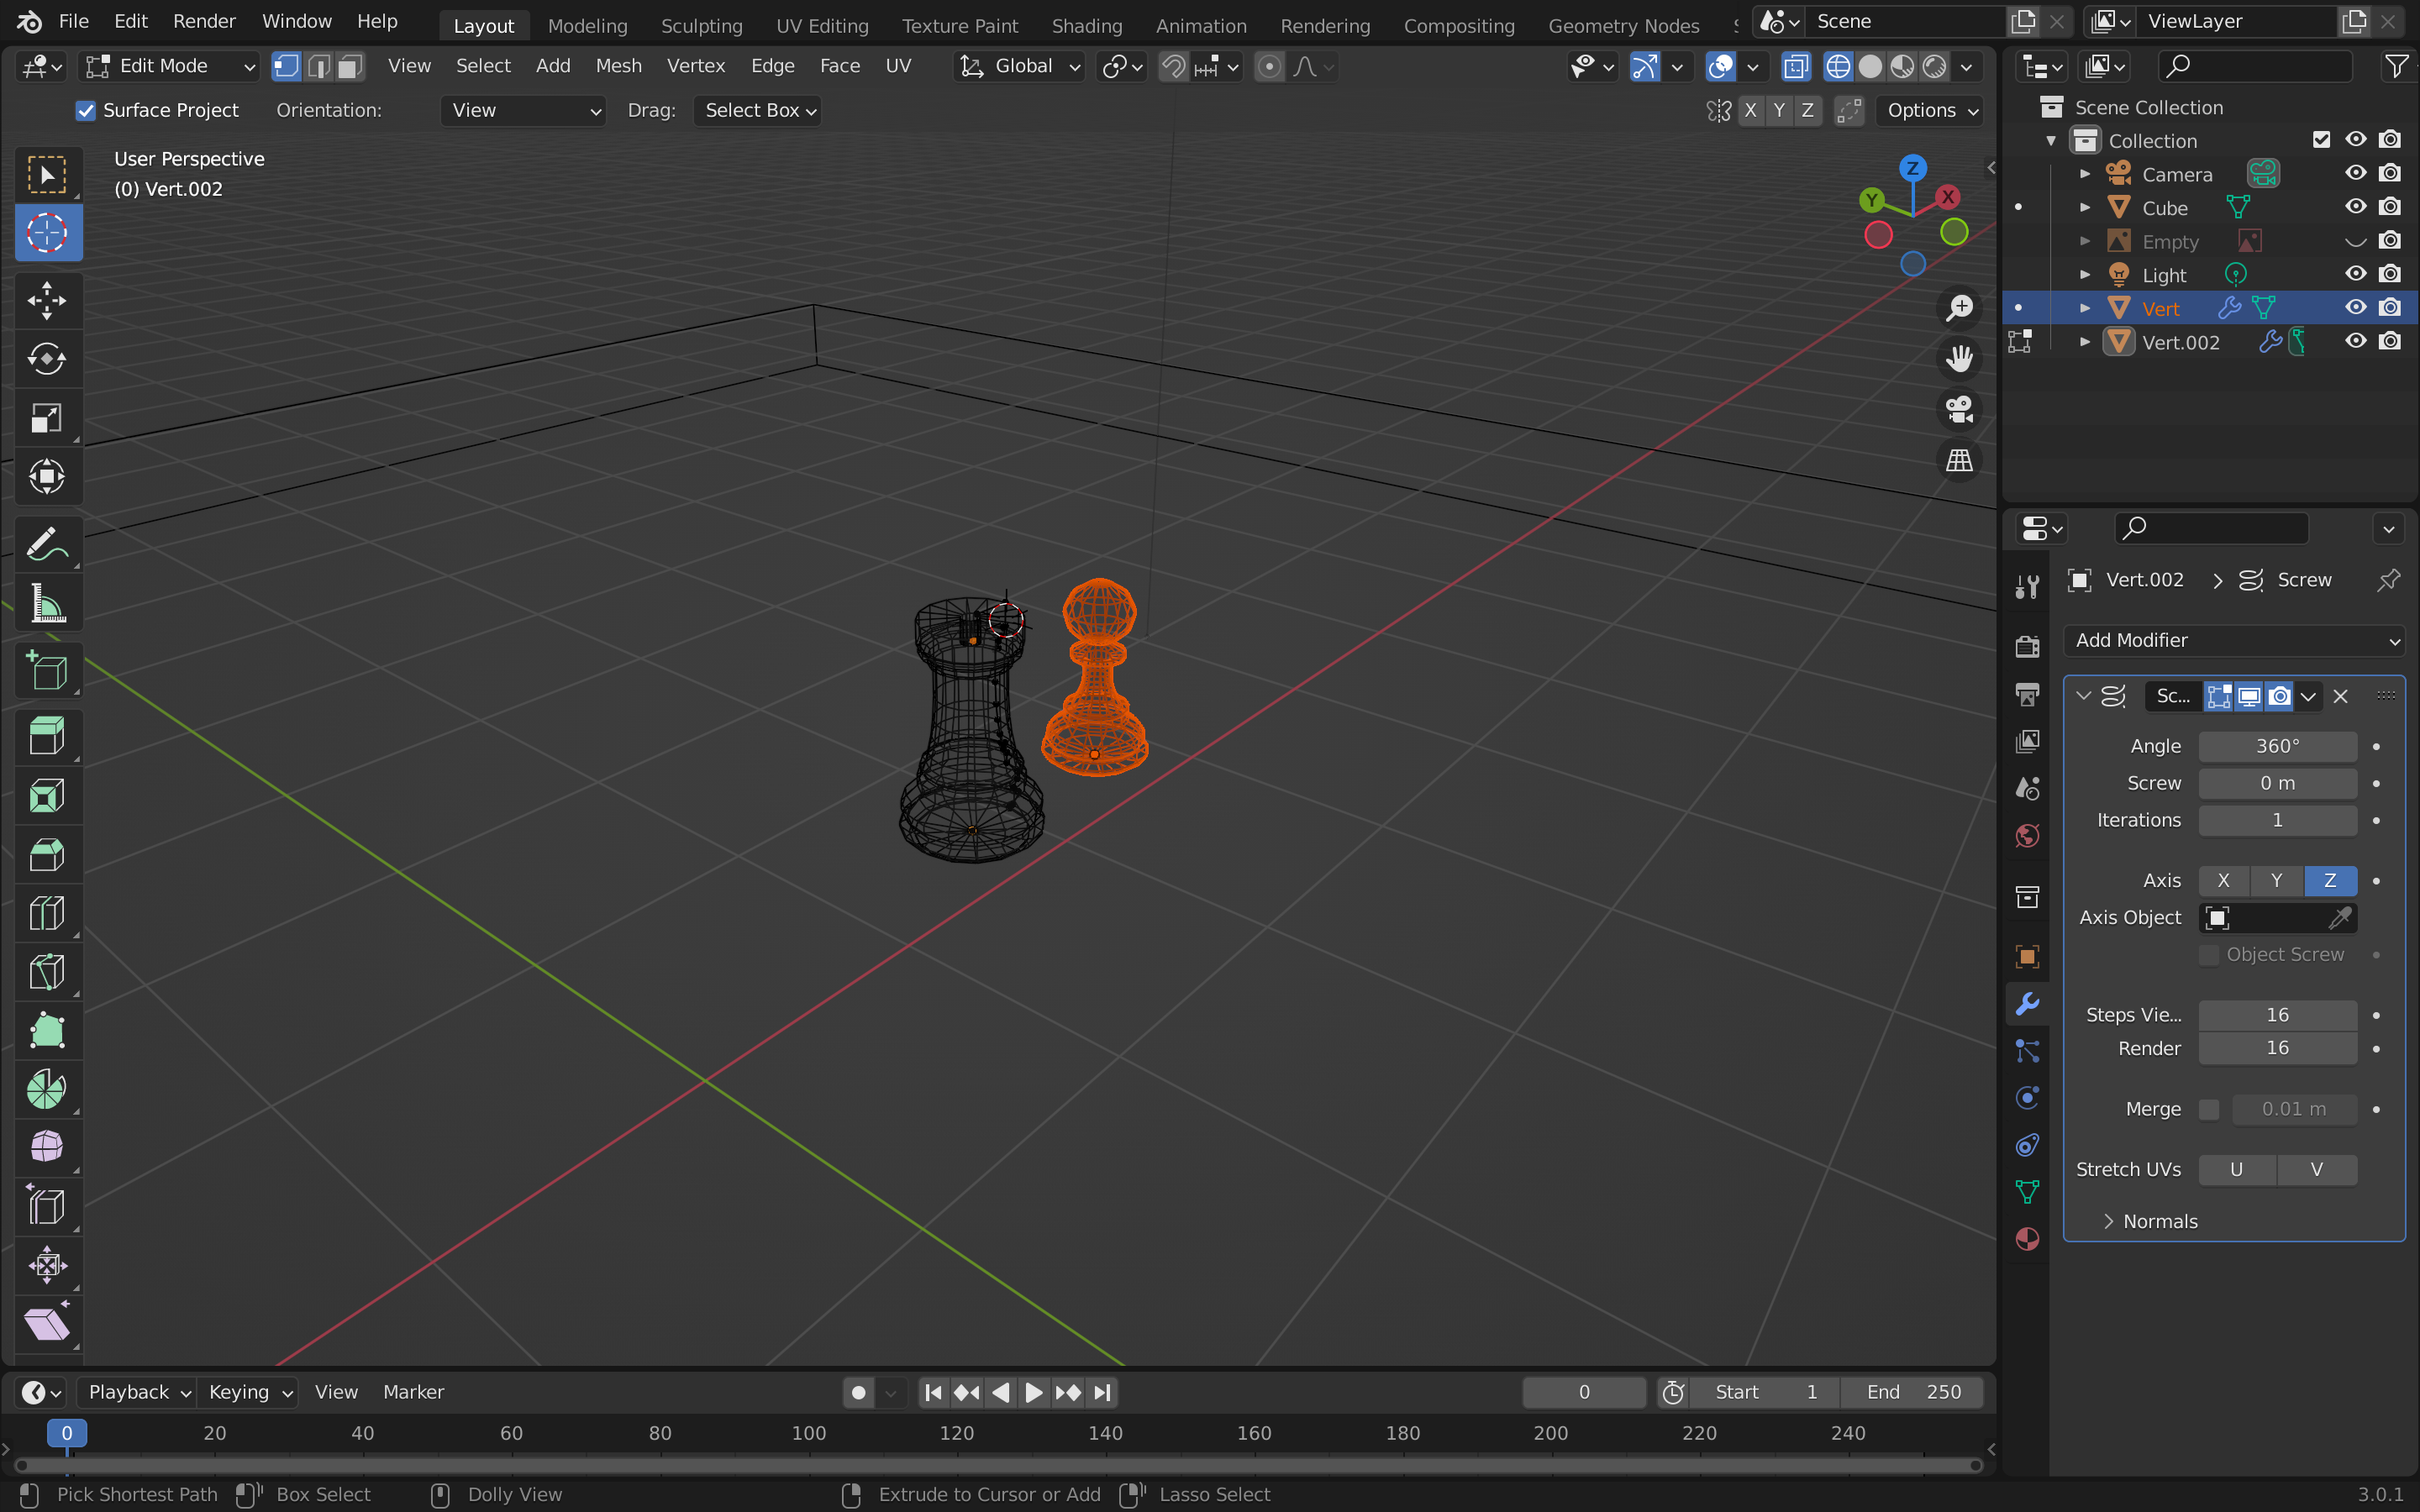 File Edit Render Window Help Layout Modeling Sculpting UV Editing Texture Paint Shading Animation Rendering Compositing Geometry Nodes Scene ViewLayer
Edit Mode View Select Add Mesh Vertex Edge Face UV Global
Surface Project Orientation: View Drag: Select Box X Y Z Options
User Perspective
(0) Vert.002
Z
Y X
Scene Collection
Collection
Camera
Cube
Empty
Light
Vert
Vert.002
Vert.002 > Screw
Add Modifier
Sc...
Angle 360°
Screw 0 m
Iterations 1
Axis X Y Z
Axis Object
Object Screw
Steps Vie... 16
Render 16
Merge 0.01 m
Stretch UVs U V
Normals
Playback Keying View Marker 0 Start 1 End 250
0 20 40 60 80 100 120 140 160 180 200 220 240
Pick Shortest Path Box Select Dolly View Extrude to Cursor or Add Lasso Select 3.0.1